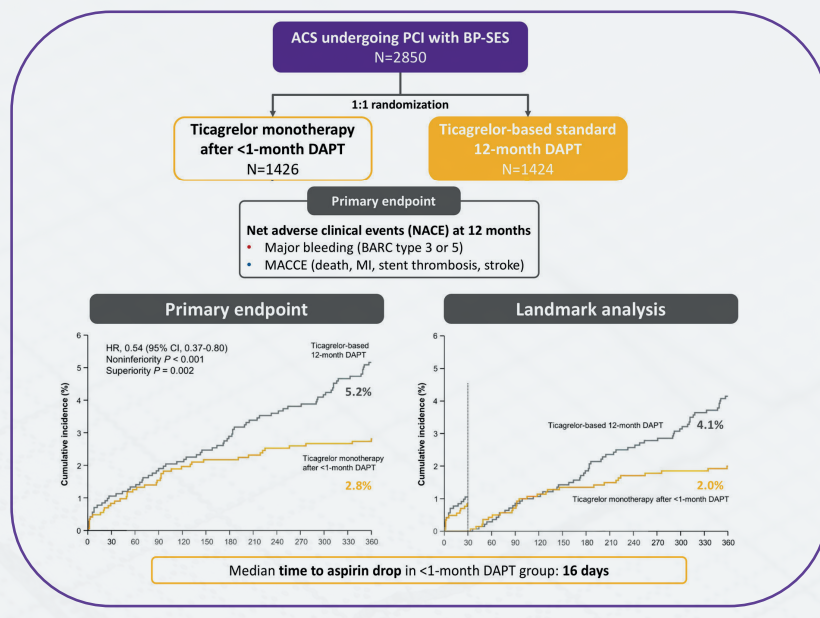 ACS undergoing PCI with BP-SES
N=2850
1:1 randomization
Ticagrelor monotherapy
after <1-month DAPT
N=1426
Ticagrelor-based standard
12-month DAPT
N=1424
Primary endpoint
Net adverse clinical events (NACE) at 12 months
• Major bleeding (BARC type 3 or 5)
• MACCE (death, MI, stent thrombosis, stroke)
Primary endpoint
Cumulative incidence (%)
6
5
4
3
2
1
0
HR, 0.54 (95% CI, 0.37-0.80)
Noninferiority P < 0.001
Superiority P = 0.002
Ticagrelor-based
12-month DAPT
5.2%
Ticagrelor monotherapy
after <1-month DAPT
2.8%
0 30 60 90 120 150 180 210 240 270 300 330 360
Landmark analysis
Cumulative incidence (%)
6
5
4
3
2
1
0
Ticagrelor-based 12-month DAPT
4.1%
2.0%
Ticagrelor monotherapy after <1-month DAPT
0 30 60 90 120 150 180 210 240 270 300 330 360
Median time to aspirin drop in <1-month DAPT group: 16 days